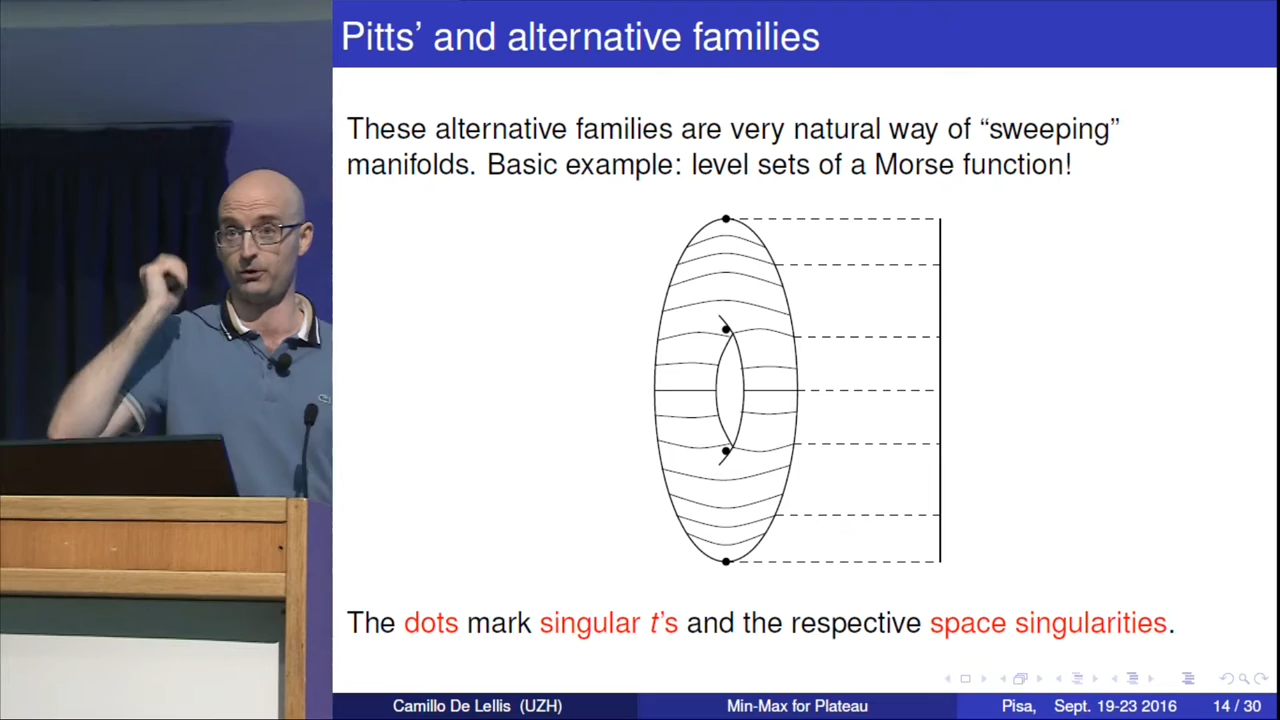 Pitts' and alternative families
These alternative families are very natural way of “sweeping”
manifolds. Basic example: level sets of a Morse function!
The dots mark singular t's and the respective space singularities.
Camillo De Lellis (UZH) Min-Max for Plateau Pisa, Sept. 19-23 2016 14 / 30